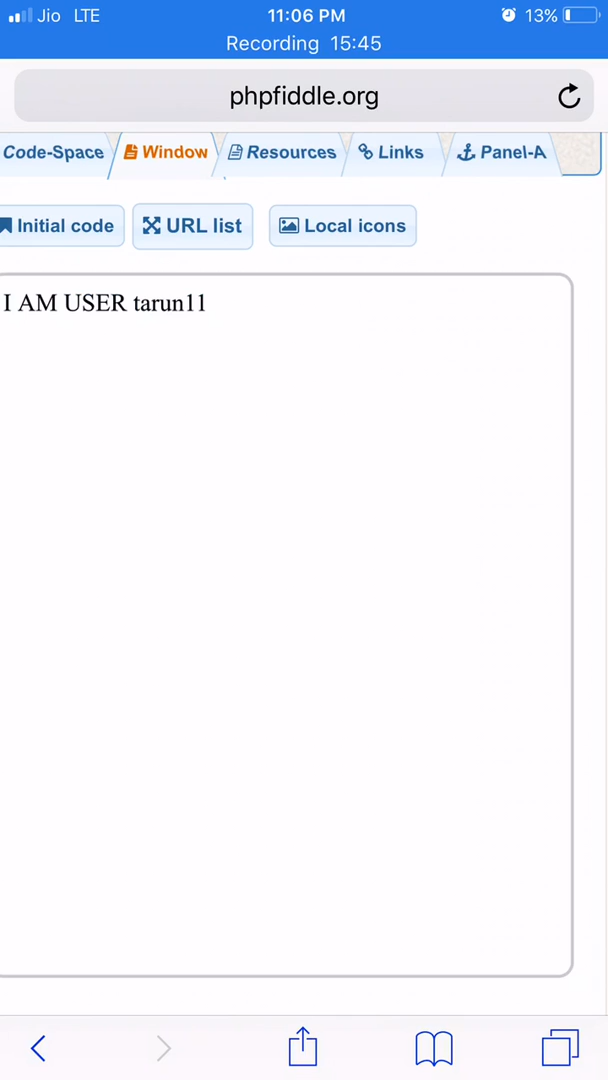 Jio LTE 11:06 PM 13%
Recording 15:45
phpfiddle.org
Code-Space Window Resources Links Panel-A
Initial code URL list Local icons
I AM USER tarun11